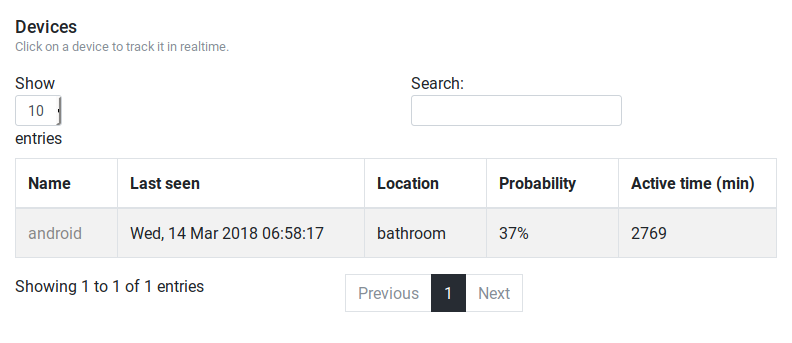 Devices
Click on a device to track it in realtime.
Show
10
entries
Search:
Name Last seen Location Probability Active time (min)
android Wed, 14 Mar 2018 06:58:17 bathroom 37% 2769
Showing 1 to 1 of 1 entries
Previous 1 Next